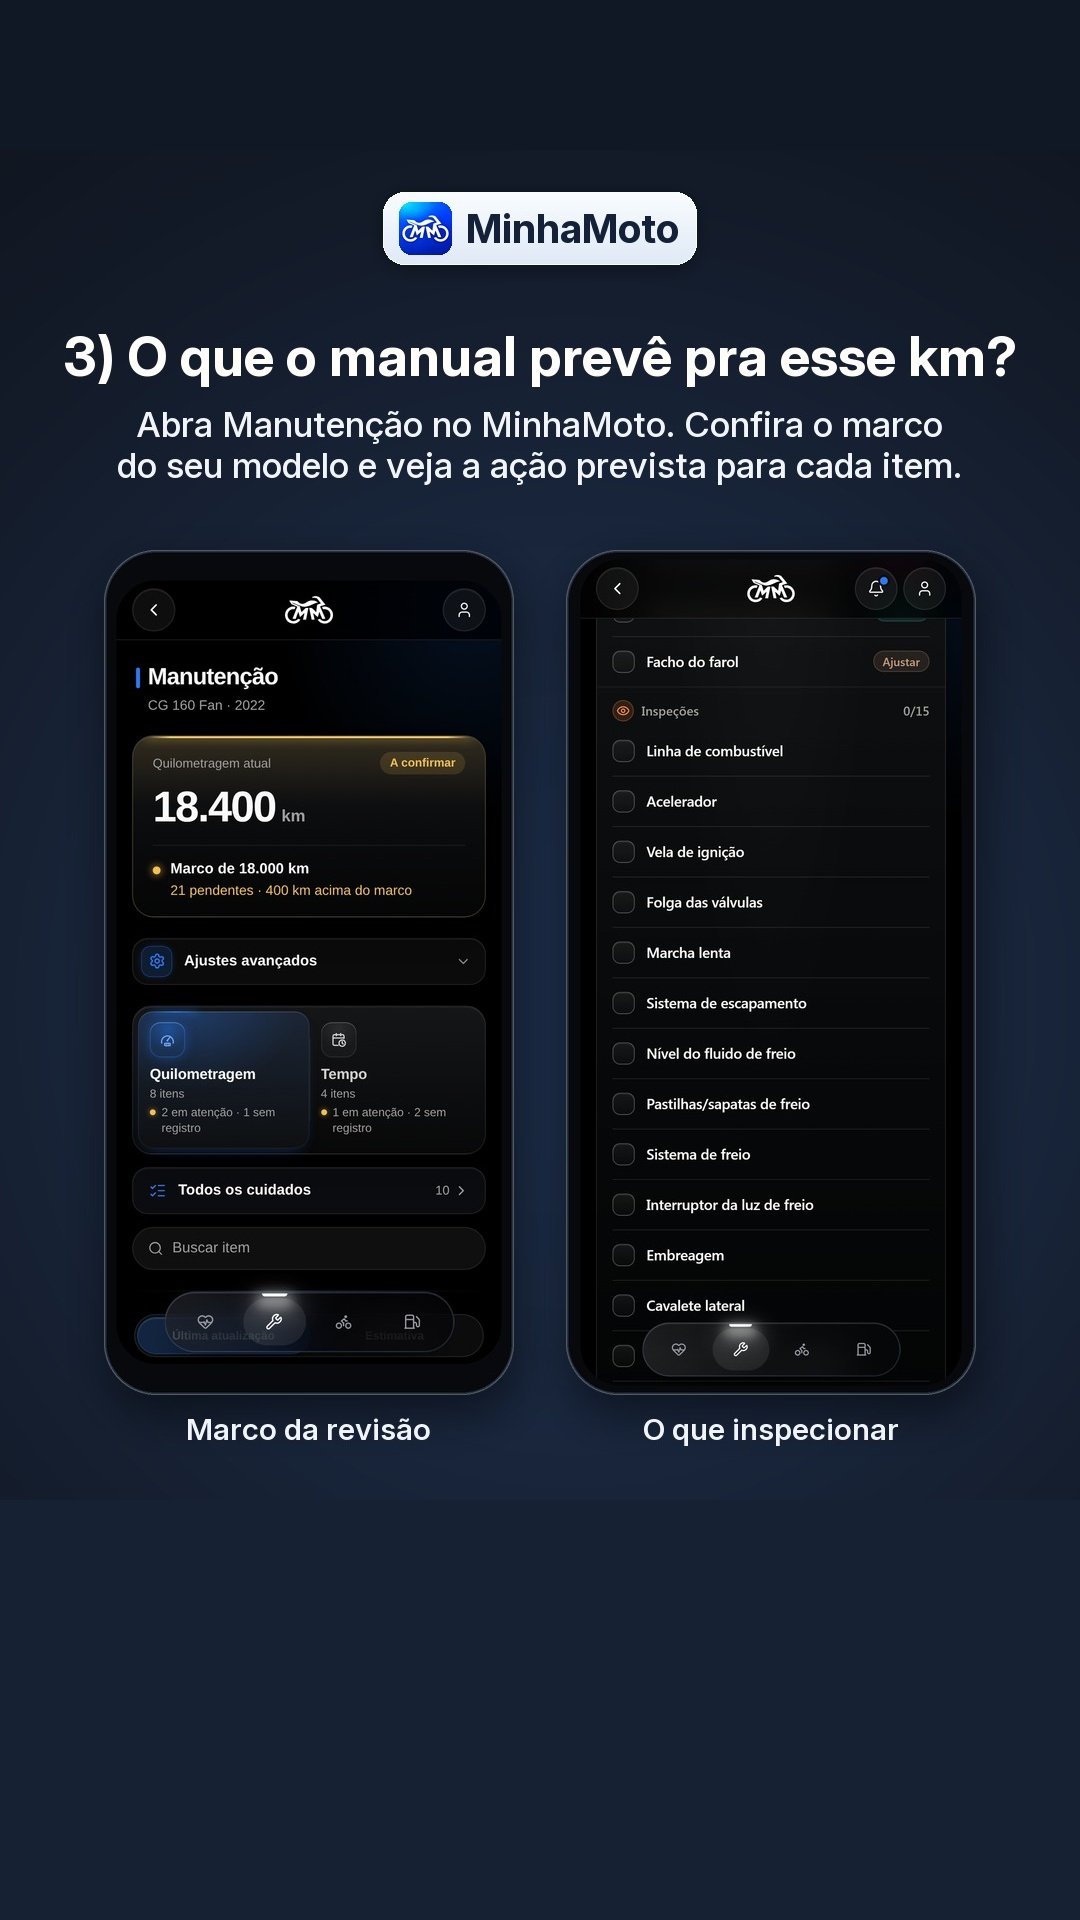 MinhaMoto
3) O que o manual prevê pra esse km?
Abra Manutenção no MinhaMoto. Confira o marco
do seu modelo e veja a ação prevista para cada item.
Manutenção
CG 160 Fan · 2022
Quilometragem atual
A confirmar
18.400 km
Marco de 18.000 km
21 pendentes · 400 km acima do marco
Ajustes avançados
Quilometragem
8 itens
2 em atenção · 1 sem
registro
Tempo
4 itens
1 em atenção · 2 sem
registro
Todos os cuidados
10
Buscar item
Última atualização
Estimativa
Marco da revisão
Facho do farol
Ajustar
Inspeções
0/15
Linha de combustível
Acelerador
Vela de ignição
Folga das válvulas
Marcha lenta
Sistema de escapamento
Nível do fluido de freio
Pastilhas/sapatas de freio
Sistema de freio
Interruptor da luz de freio
Embreagem
Cavalete lateral
O que inspecionar